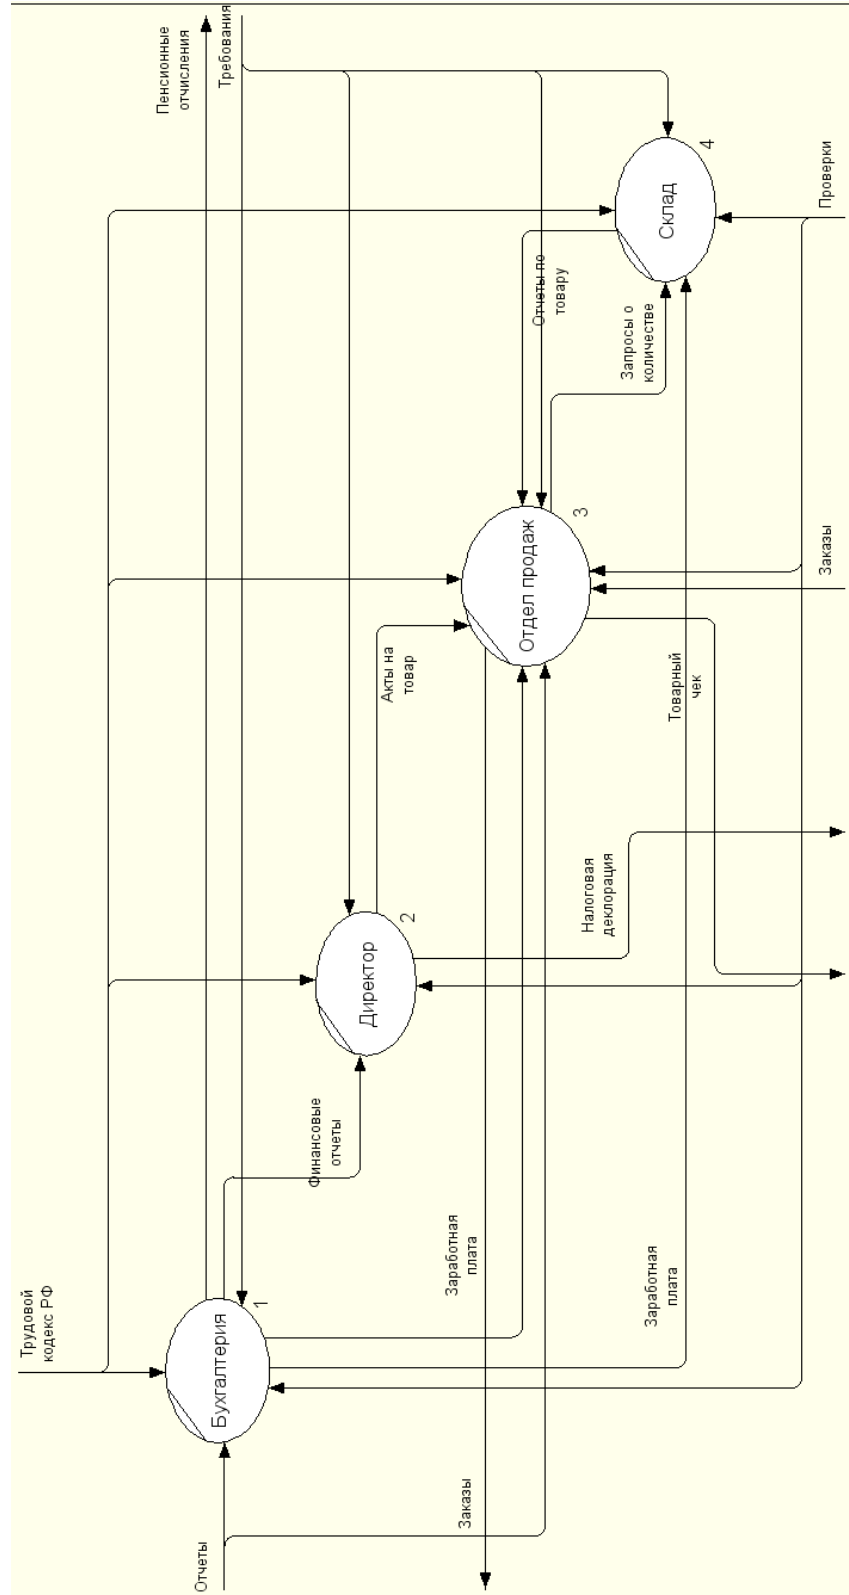 Трудовой
кодекс РФ
Пенсионные
отчисления
Отчеты
Бухгалтерия
1
Требования
Финансовые
отчеты
Директор
2
Акты на
товар
Заказы
Заработная
плата
Отдел продаж
3
Отчеты по
товару
Налоговая
деклорация
Запросы о
количестве
Заработная
плата
Товарный
чек
Склад
4
Заказы
Проверки